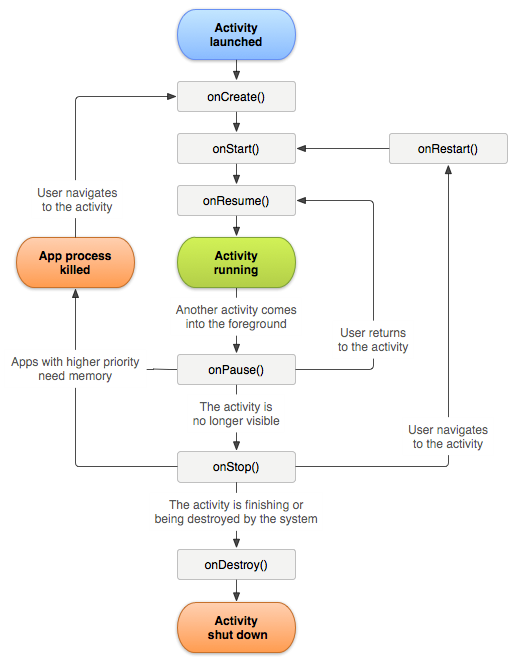 Activity
launched
onCreate()
onStart()
onRestart()
User navigates
to the activity
onResume()
App process
killed
Activity
running
Another activity comes
into the foreground
User returns
to the activity
Apps with higher priority
need memory
onPause()
The activity is
no longer visible
User navigates
to the activity
onStop()
The activity is finishing or
being destroyed by the system
onDestroy()
Activity
shut down